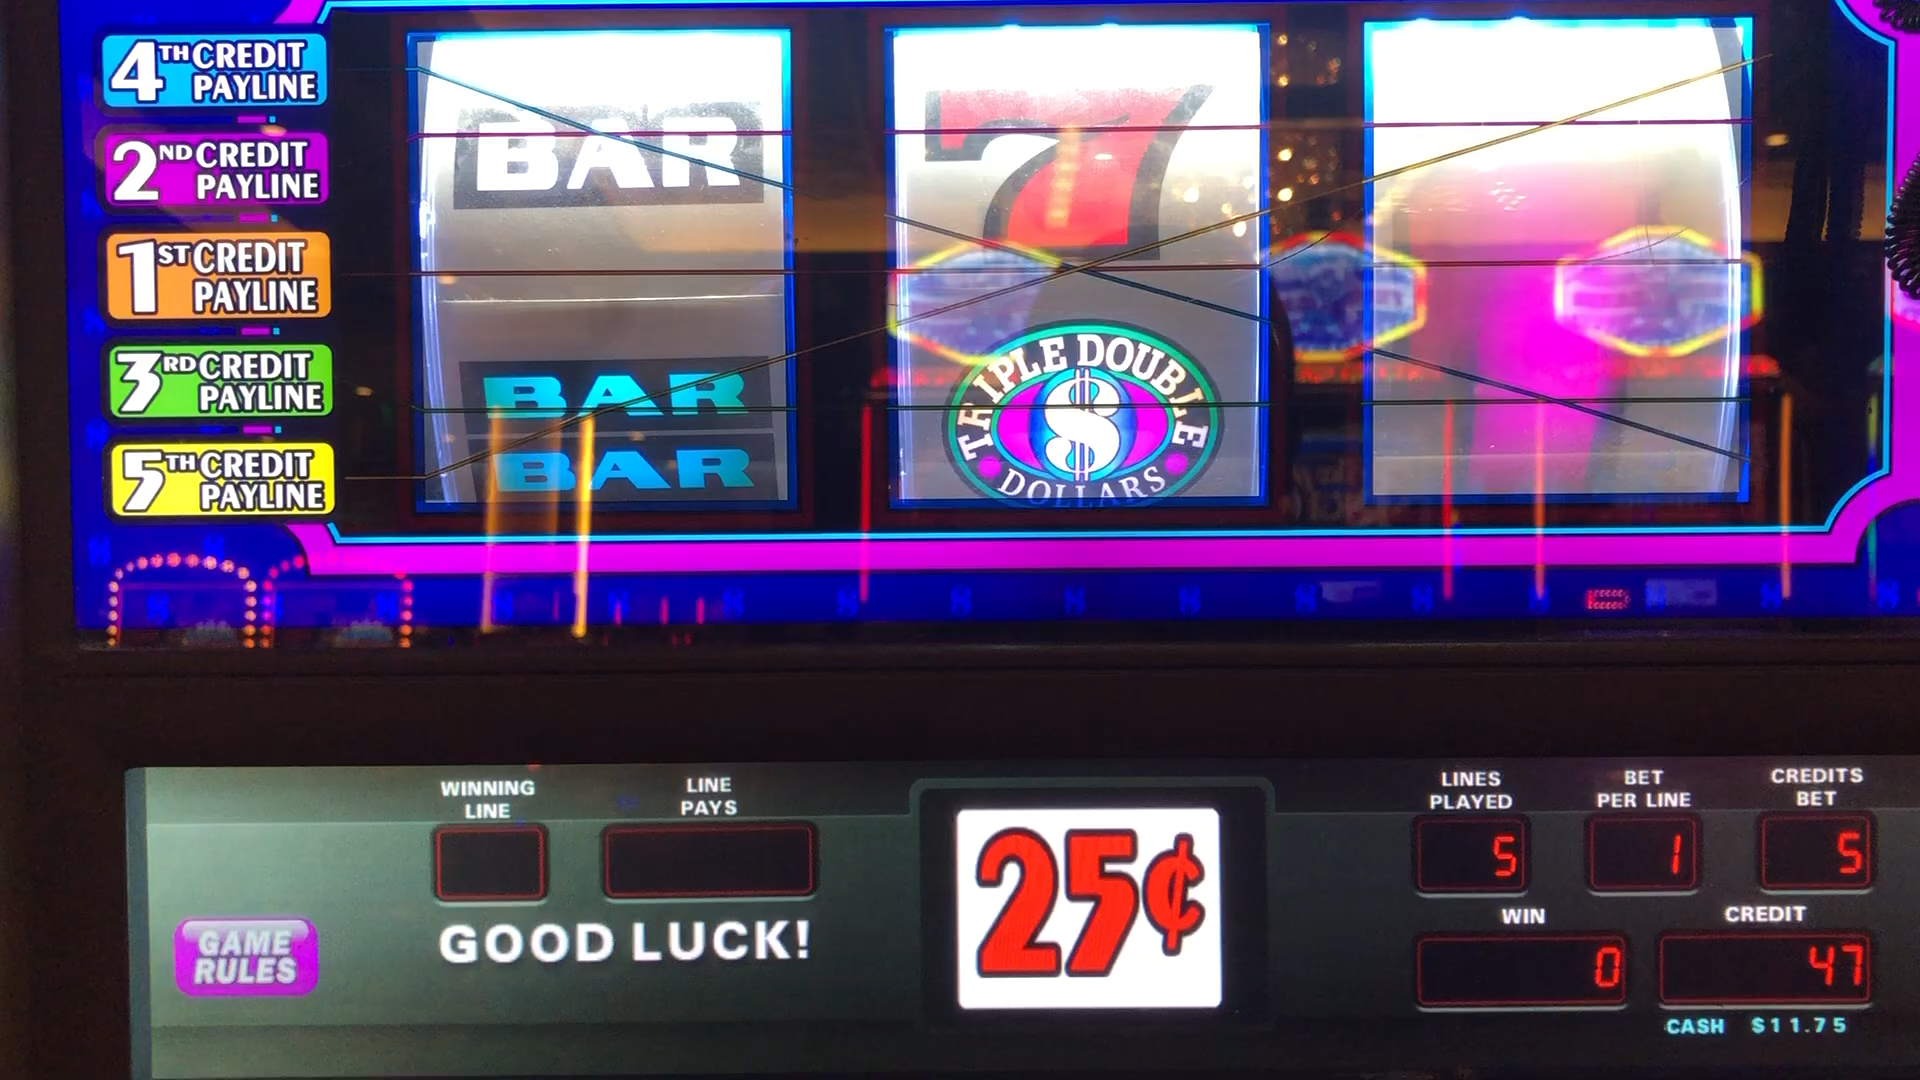 4TH CREDIT
PAYLINE
2ND CREDIT
PAYLINE
1ST CREDIT
PAYLINE
3RD CREDIT
PAYLINE
5TH CREDIT
PAYLINE
BAR
7
BAR
BAR
TRIPLE DOUBLE
$
DOLLARS
WINNING
LINE
LINE
PAYS
GOOD LUCK!
GAME
RULES
25¢
LINES
PLAYED
5
BET
PER LINE
1
CREDITS
BET
5
WIN
0
CREDIT
47
CASH $11.75